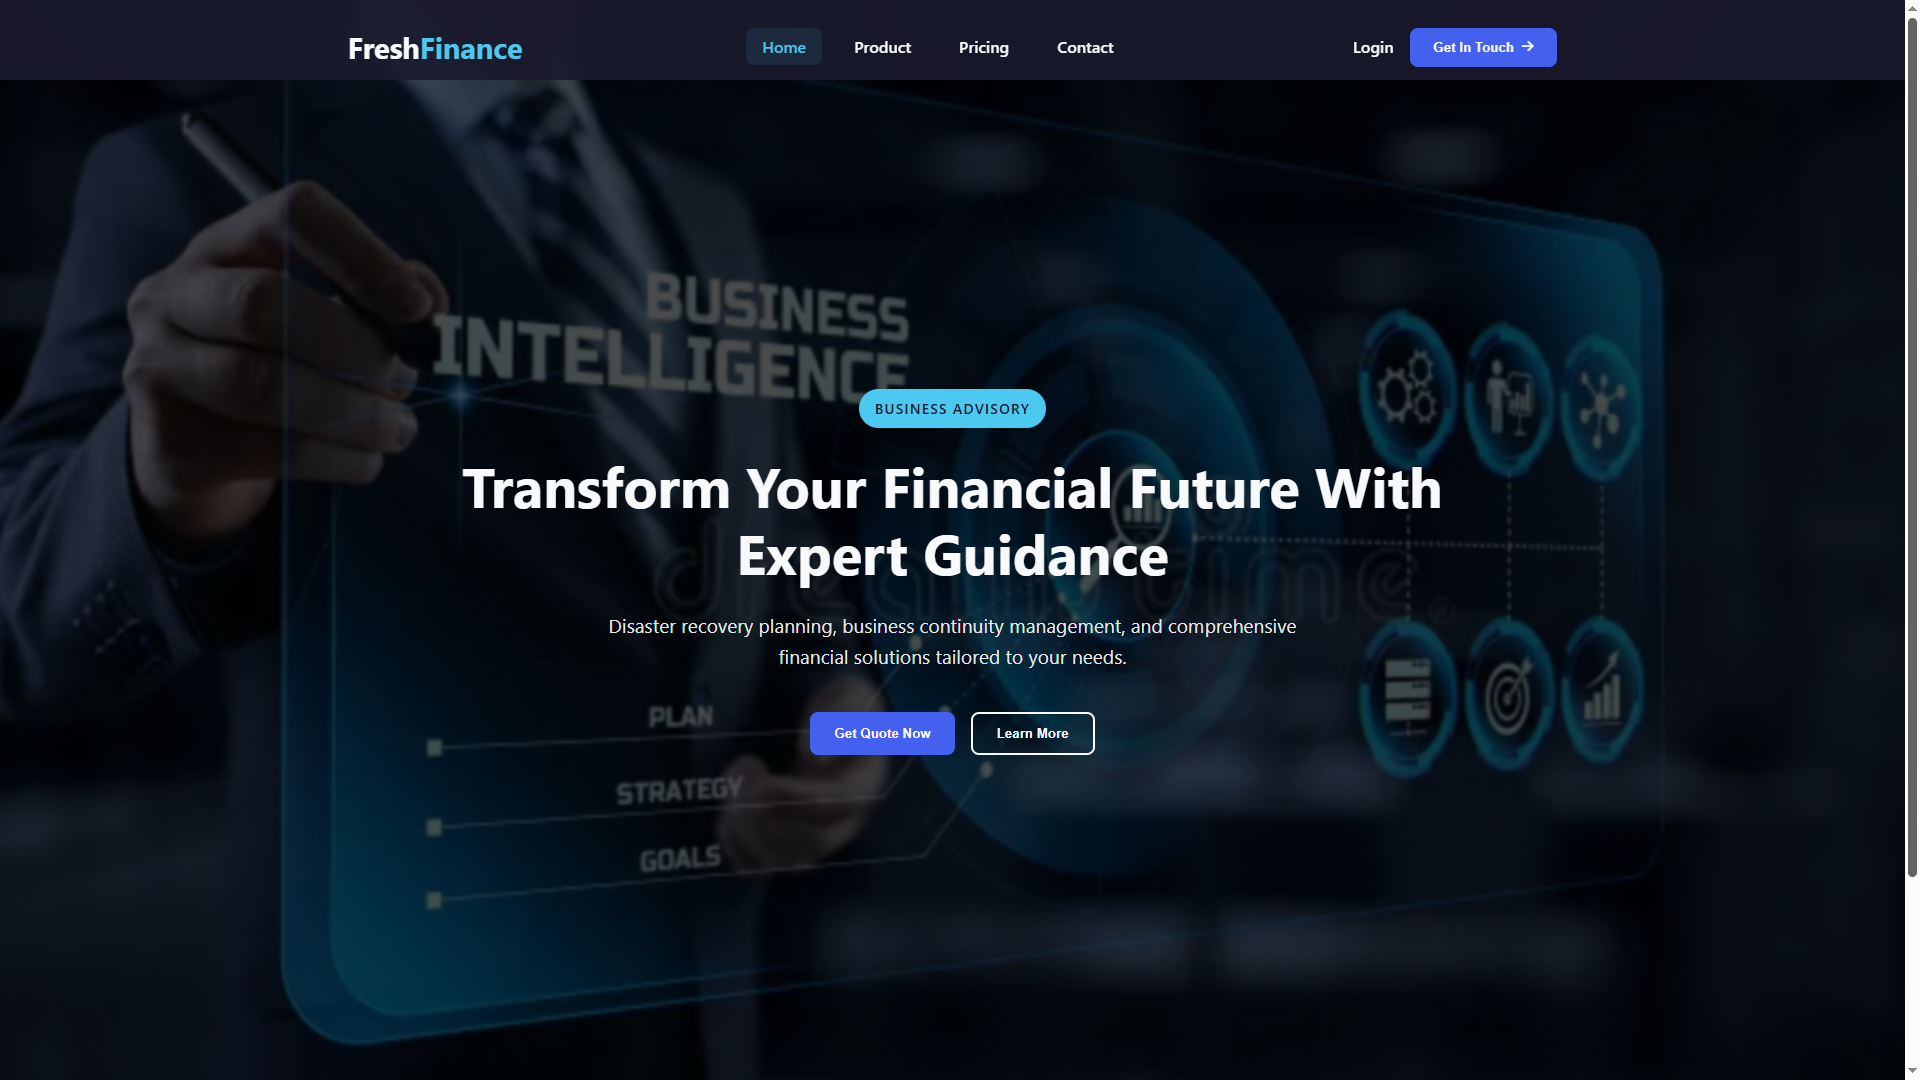 FreshFinance
Home
Product
Pricing
Contact
Login
Get In Touch
BUSINESS
INTELLIGENCE
BUSINESS ADVISORY
Transform Your Financial Future With
Expert Guidance
dreamstime
®
Disaster recovery planning, business continuity management, and comprehensive
financial solutions tailored to your needs.
PLAN
Get Quote Now
Learn More
STRATEGY
GOALS